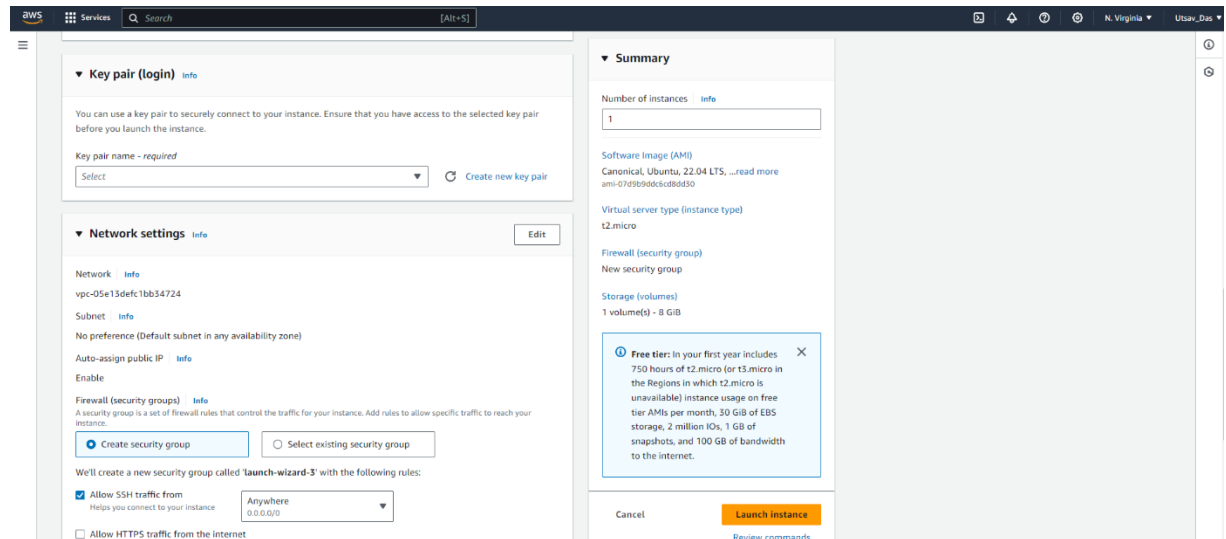 aws
Services
Search
[Alt+S]
N. Virginia
Utsav_Das
Key pair (login) Info
You can use a key pair to securely connect to your instance. Ensure that you have access to the selected key pair
before you launch the instance.
Key pair name - required
Select
Create new key pair
Network settings Info
Edit
Network Info
vpc-05e13defc1bb34724
Subnet Info
No preference (Default subnet in any availability zone)
Auto-assign public IP Info
Enable
Firewall (security groups) Info
A security group is a set of firewall rules that control the traffic for your instance. Add rules to allow specific traffic to reach your
instance.
Create security group
Select existing security group
We'll create a new security group called 'launch-wizard-3' with the following rules:
Allow SSH traffic from
Helps you connect to your instance
Anywhere
0.0.0.0/0
Allow HTTPS traffic from the internet
Summary
Number of instances Info
1
Software Image (AMI)
Canonical, Ubuntu, 22.04 LTS, ...read more
ami-07d9b9ddc6cd8dd30
Virtual server type (instance type)
t2.micro
Firewall (security group)
New security group
Storage (volumes)
1 volume(s) - 8 GiB
Free tier: In your first year includes
750 hours of t2.micro (or t3.micro in
the Regions in which t2.micro is
unavailable) instance usage on free
tier AMIs per month, 30 GiB of EBS
storage, 2 million IOs, 1 GB of
snapshots, and 100 GB of bandwidth
to the internet.
Cancel
Launch instance
Review commands